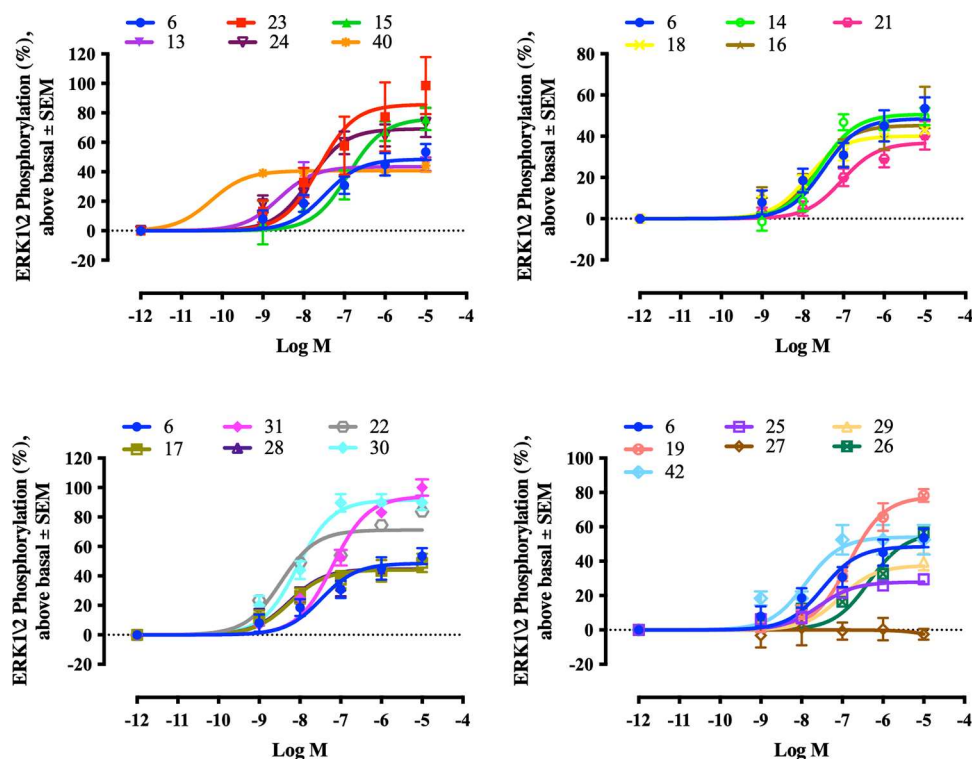 6 23 15
13 24 40
ERK1\2 Phosphorylation (%),
above basal ± SEM
120
100
80
60
40
20
0
-20
-12 -11 -10 -9 -8 -7 -6 -5 -4
Log M
6 14 21
18 16
ERK1\2 Phosphorylation (%),
above basal ± SEM
80
60
40
20
0
-20
-12 -11 -10 -9 -8 -7 -6 -5 -4
Log M
6 31 22
17 28 30
ERK1\2 Phosphorylation (%),
above basal ± SEM
120
100
80
60
40
20
0
-20
-12 -11 -10 -9 -8 -7 -6 -5 -4
Log M
6 25 29
19 27 26
42
ERK1\2 Phosphorylation (%),
above basal ± SEM
100
80
60
40
20
0
-20
-12 -11 -10 -9 -8 -7 -6 -5 -4
Log M